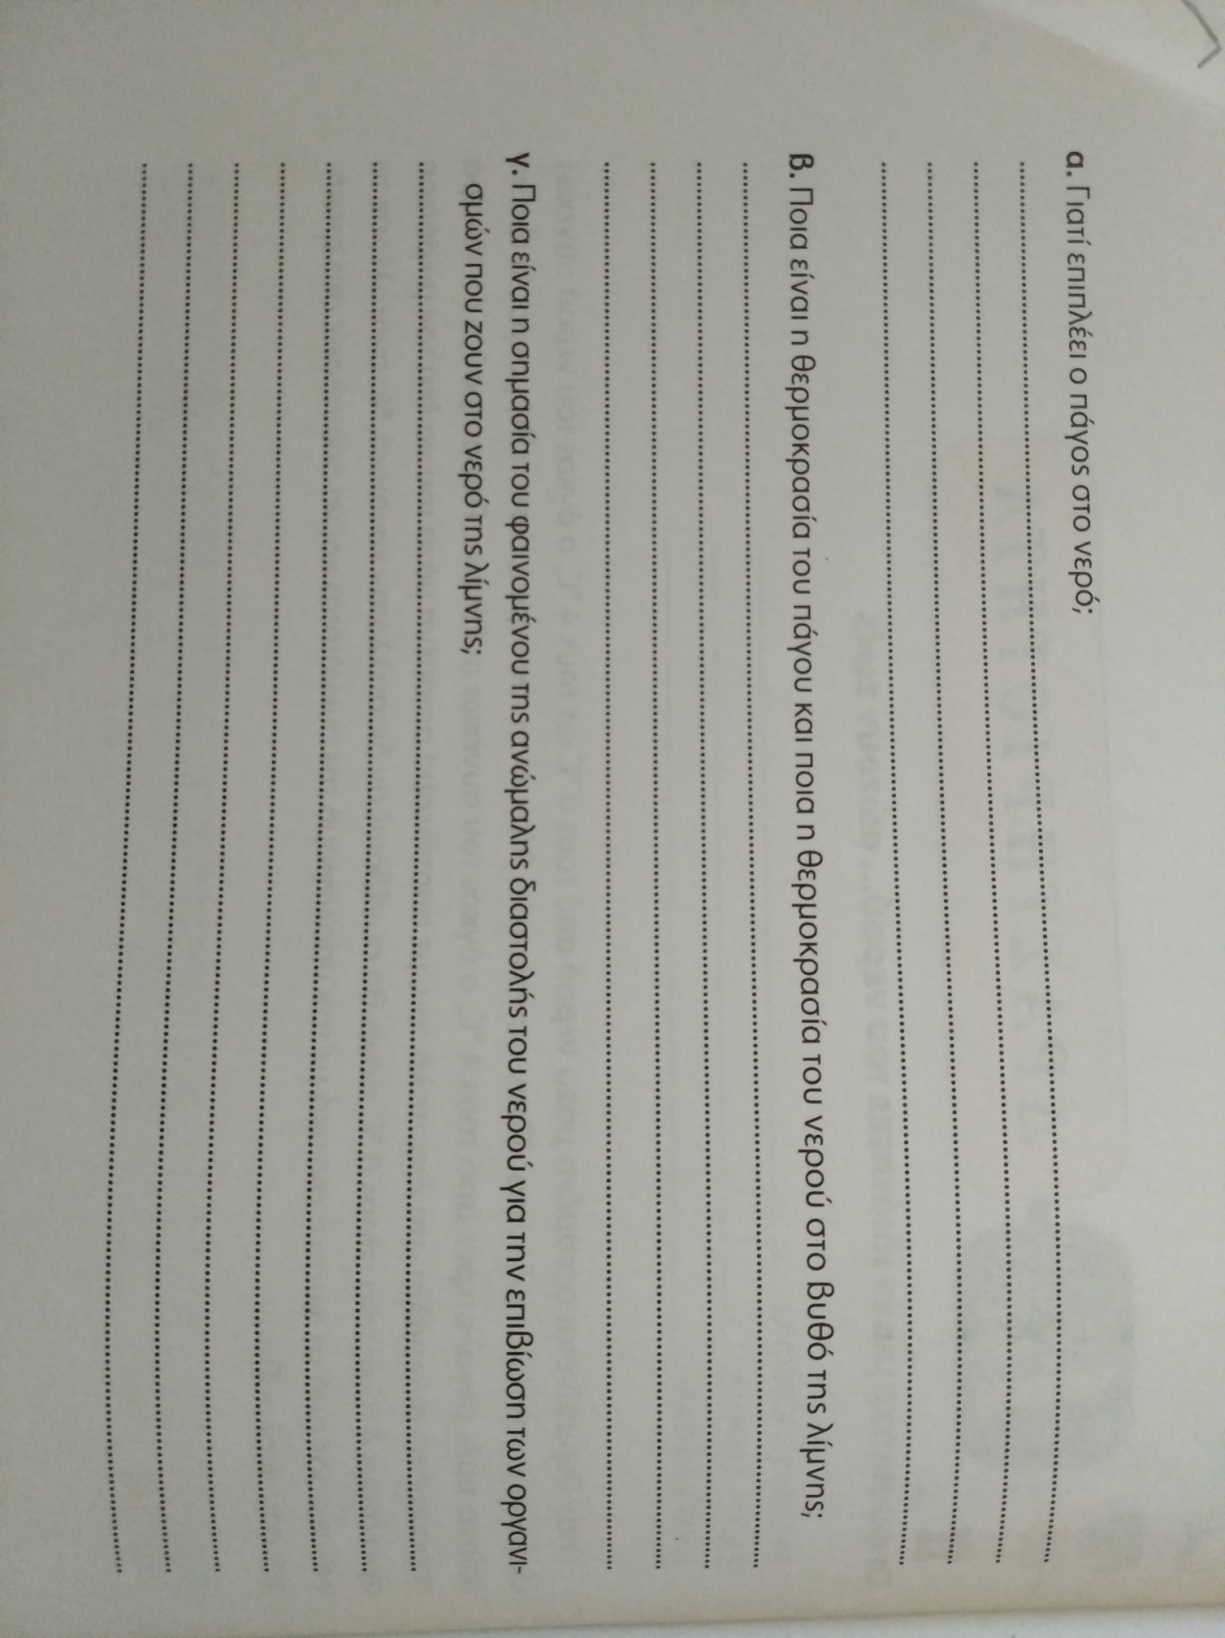 α. Γιατί επιπλέει ο πάγος στο νερό;
β. Ποια είναι η θερμοκρασία του πάγου και ποια η θερμοκρασία του νερού στο βυθό της λίμνης;
γ. Ποια είναι η σημασία του φαινομένου της ανώμαλης διαστολής του νερού για την επιβίωση των οργανι-
σμών που ζουν στο νερό της λίμνης;